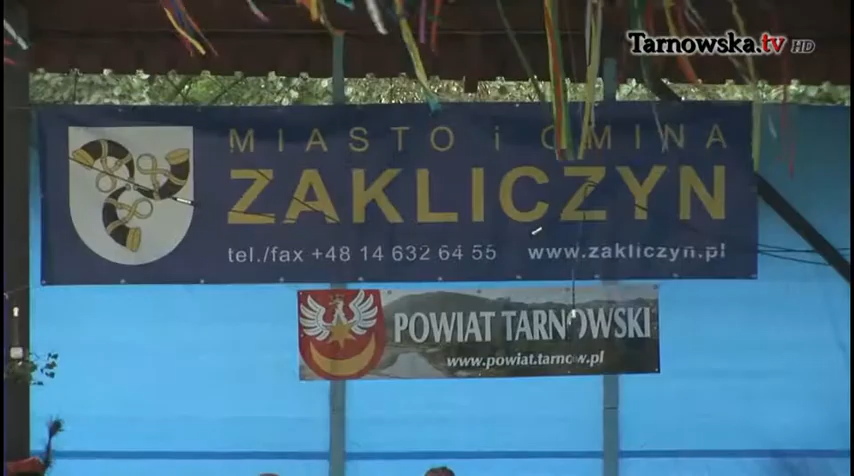 Tarnowska.tv HD
MIASTO i GMINA
ZAKLICZYN
tel./fax +48 14 632 64 55 www.zakliczyn.pl
POWIAT TARNOWSKI
www.powiat.tarnow.pl